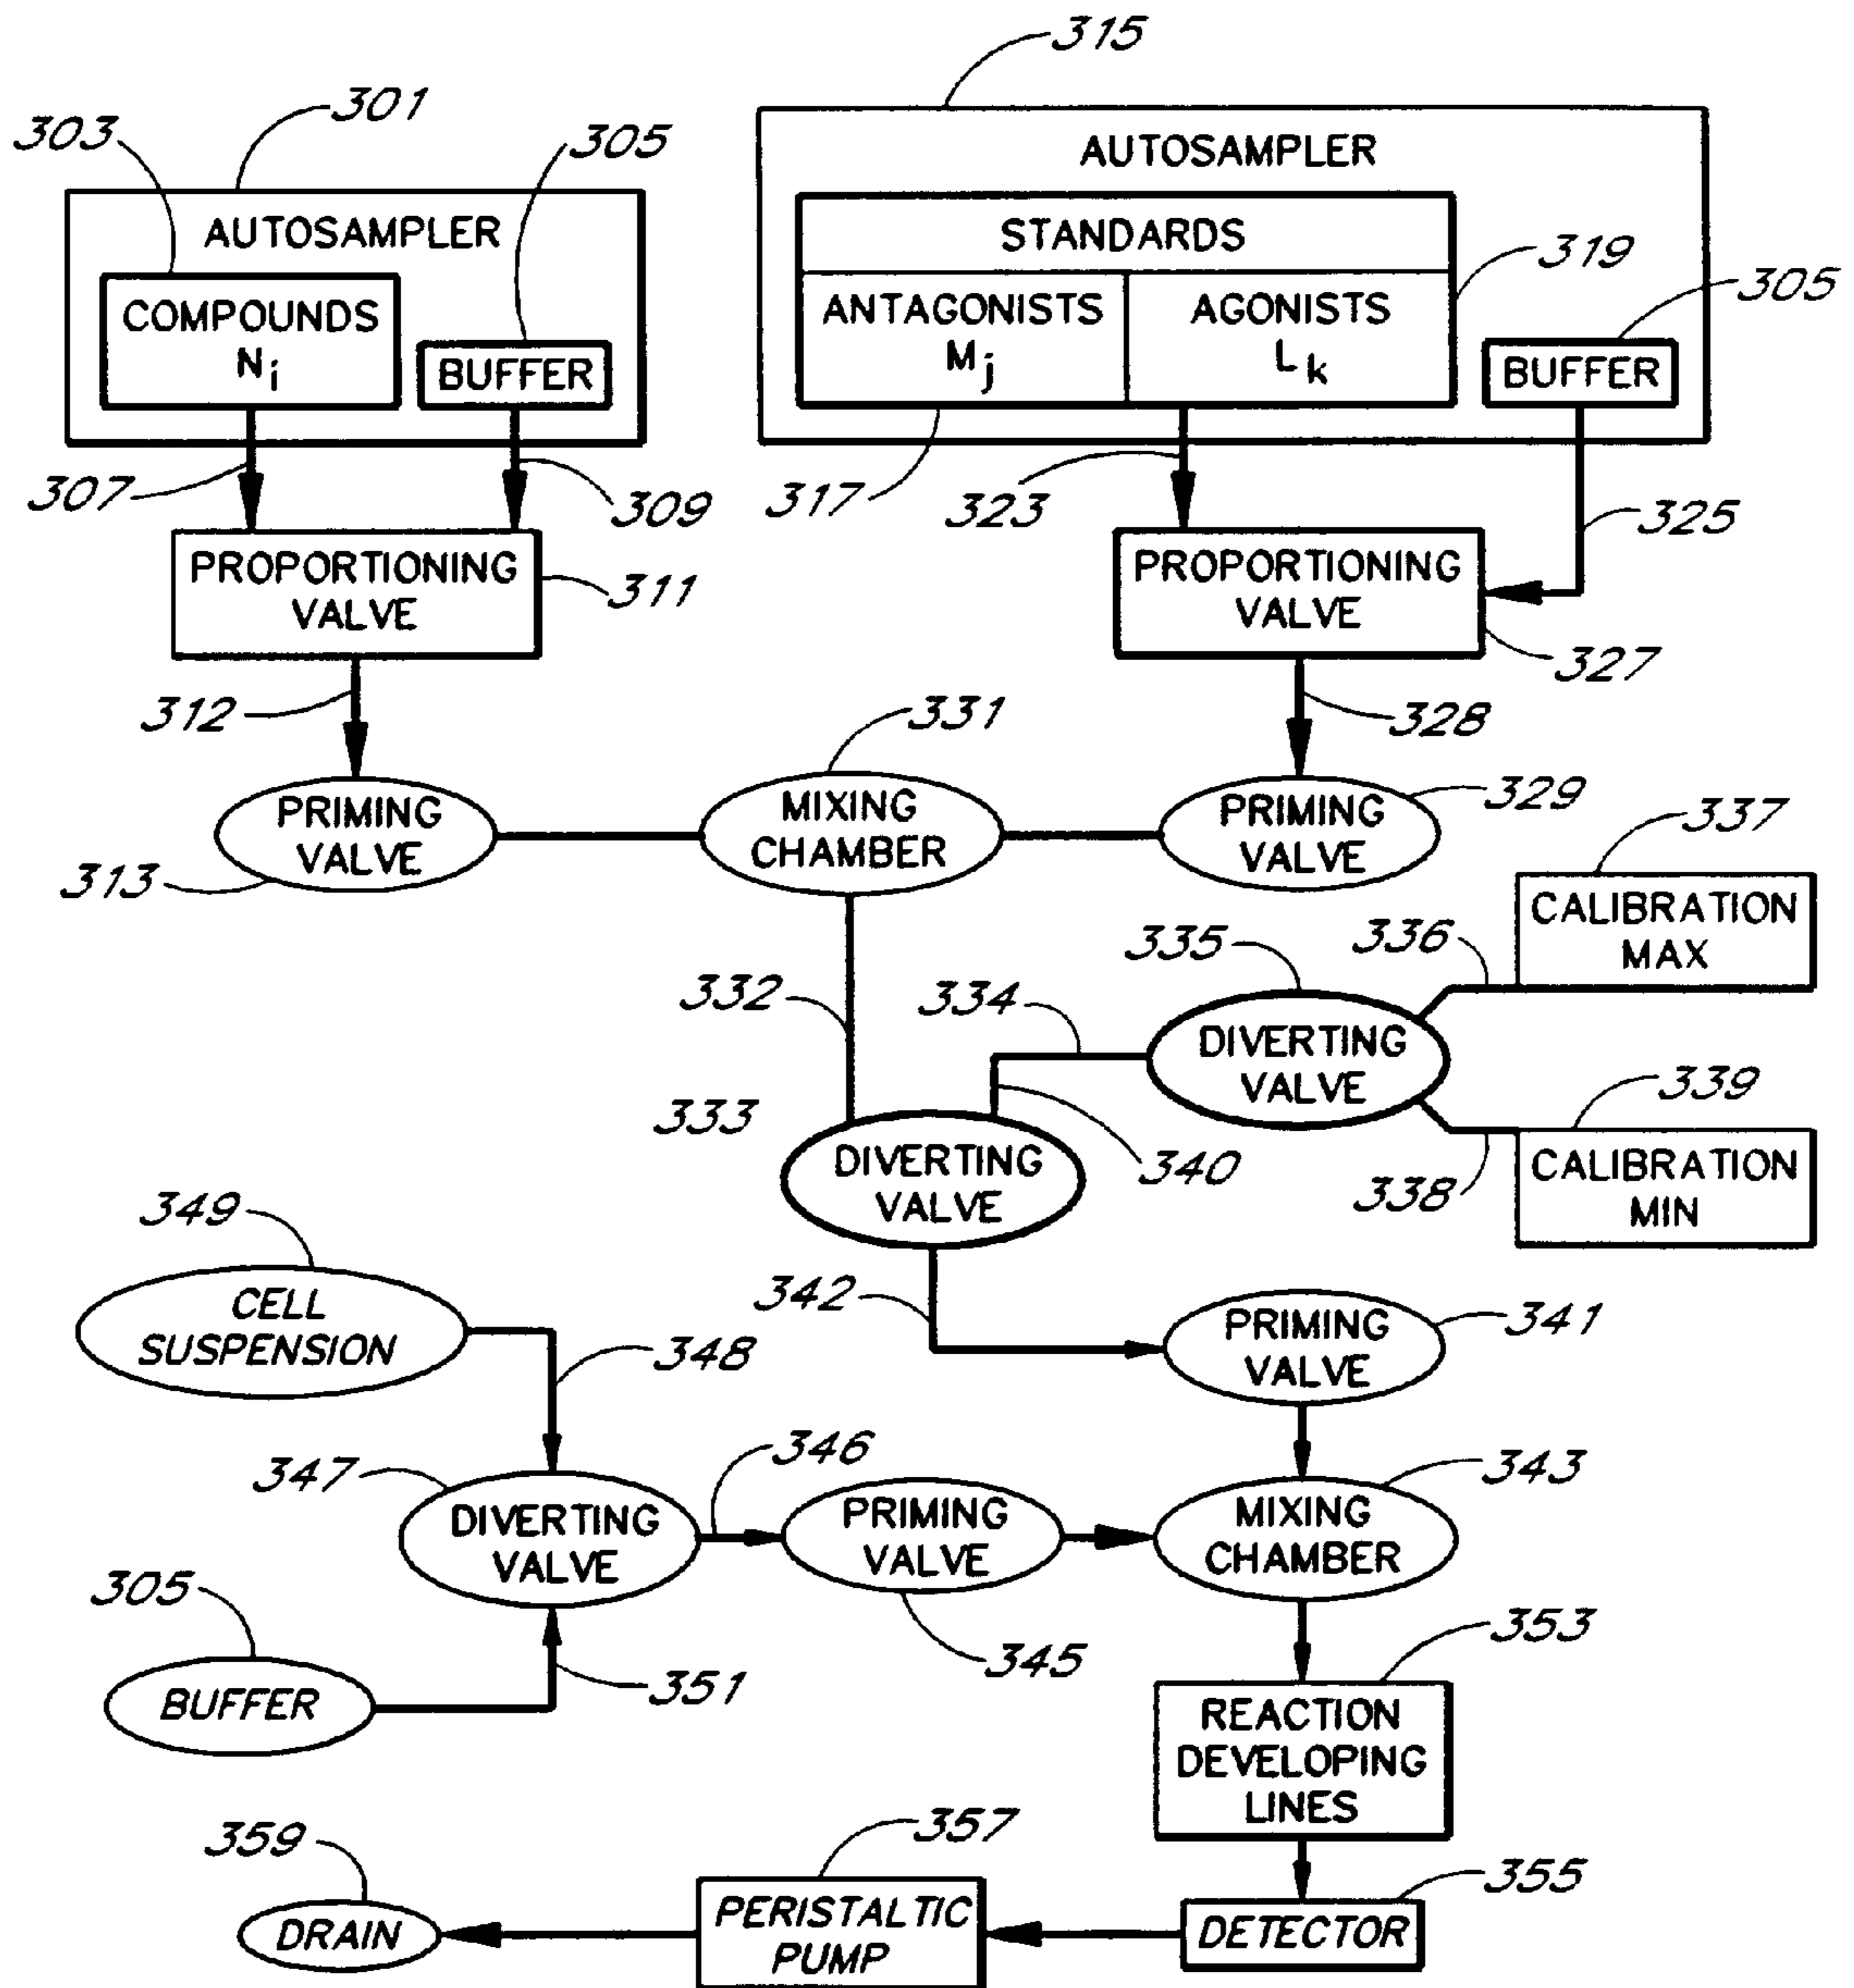 315
301
303
305
AUTOSAMPLER
AUTOSAMPLER
STANDARDS
319
COMPOUNDS
Ni
BUFFER
ANTAGONISTS
Mj
AGONISTS
Lk
305
BUFFER
307
309
317
323
325
PROPORTIONING
VALVE
311
PROPORTIONING
VALVE
327
312
331
328
PRIMING
VALVE
313
MIXING
CHAMBER
PRIMING
VALVE
329
337
CALIBRATION
MAX
335
336
332
334
DIVERTING
VALVE
339
333
DIVERTING
VALVE
340
338
CALIBRATION
MIN
349
CELL
SUSPENSION
342
PRIMING
VALVE
341
348
347
346
343
DIVERTING
VALVE
PRIMING
VALVE
MIXING
CHAMBER
305
345
353
BUFFER
351
REACTION
DEVELOPING
LINES
359
357
355
DRAIN
PERISTALTIC
PUMP
DETECTOR